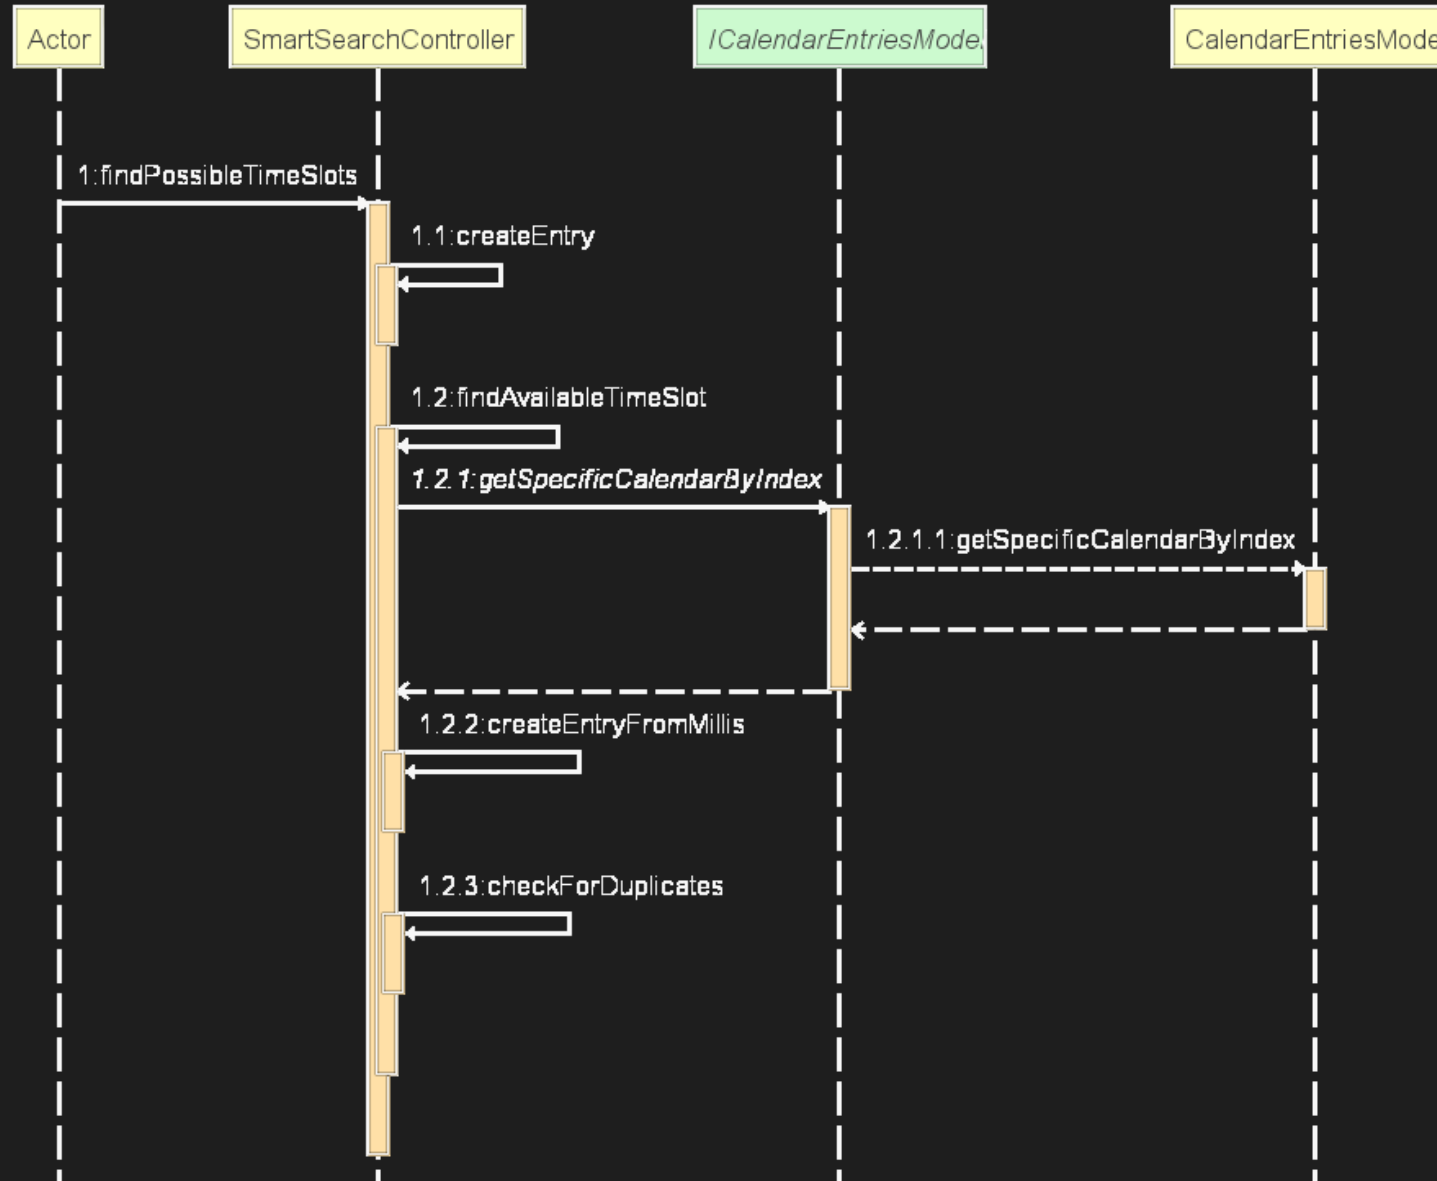 Actor
SmartSearchController
ICalendarEntriesMode
CalendarEntriesMode
1:findPossibleTimeSlots
1.1:createEntry
1.2:findAvailableTimeSlot
1.2.1:getSpecificCalendarByIndex
1.2.1.1:getSpecificCalendarByIndex
1.2.2:createEntryFromMillis
1.2.3:checkForDuplicates